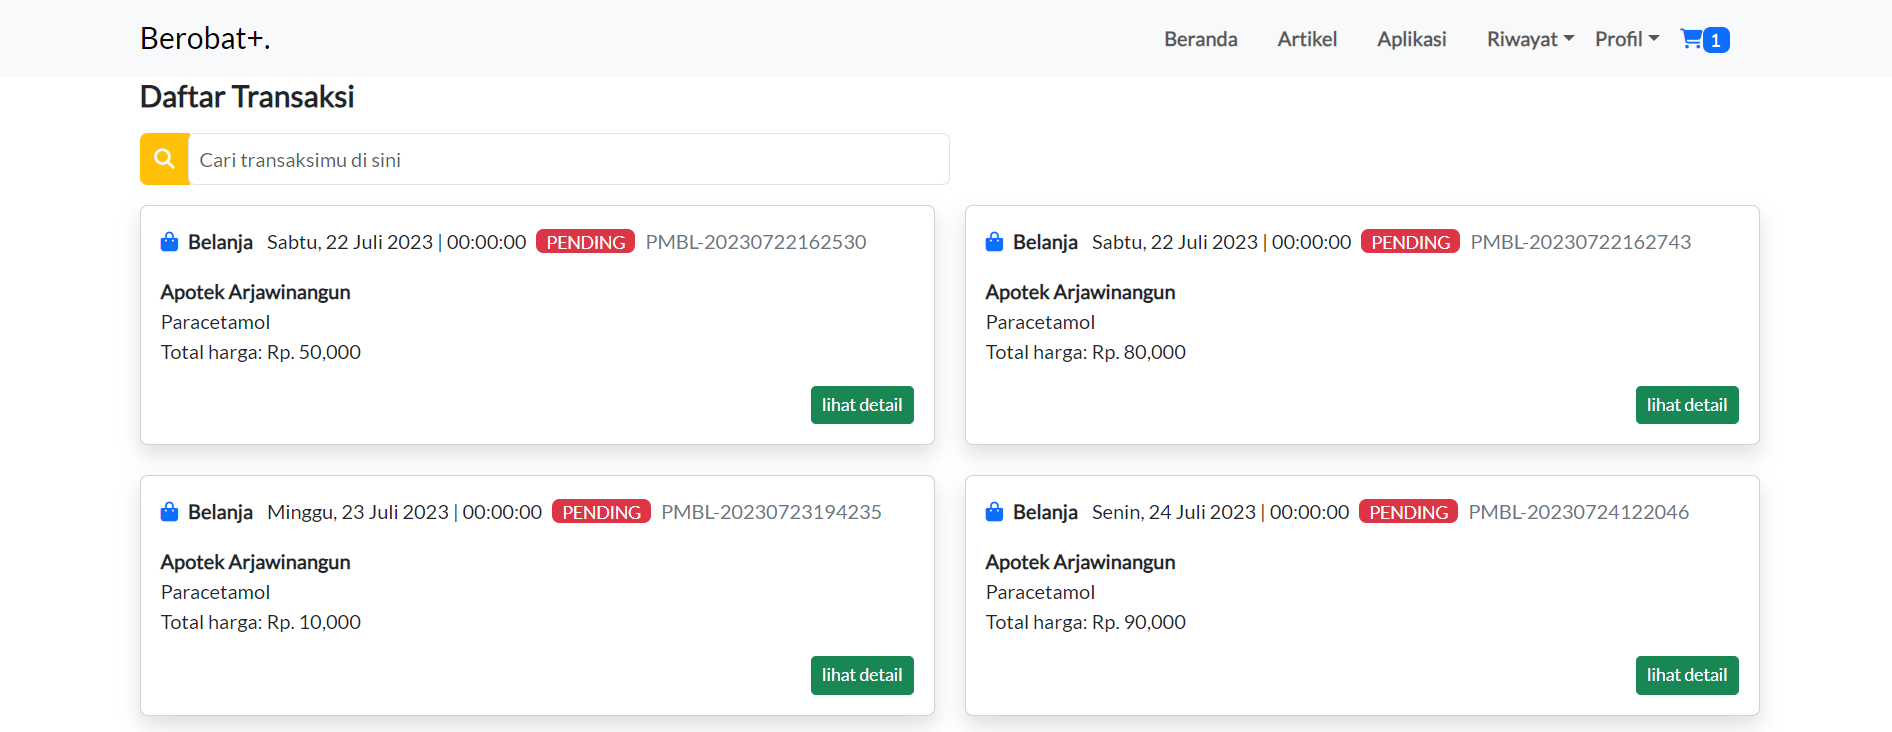 Berobat+.
Beranda Artikel Aplikasi Riwayat Profil 1
Daftar Transaksi
Cari transaksimu di sini
Belanja Sabtu, 22 Juli 2023 | 00:00:00 PENDING PMBL-20230722162530
Apotek Arjawinangun
Paracetamol
Total harga: Rp. 50,000
lihat detail
Belanja Sabtu, 22 Juli 2023 | 00:00:00 PENDING PMBL-20230722162743
Apotek Arjawinangun
Paracetamol
Total harga: Rp. 80,000
lihat detail
Belanja Minggu, 23 Juli 2023 | 00:00:00 PENDING PMBL-20230723194235
Apotek Arjawinangun
Paracetamol
Total harga: Rp. 10,000
lihat detail
Belanja Senin, 24 Juli 2023 | 00:00:00 PENDING PMBL-20230724122046
Apotek Arjawinangun
Paracetamol
Total harga: Rp. 90,000
lihat detail